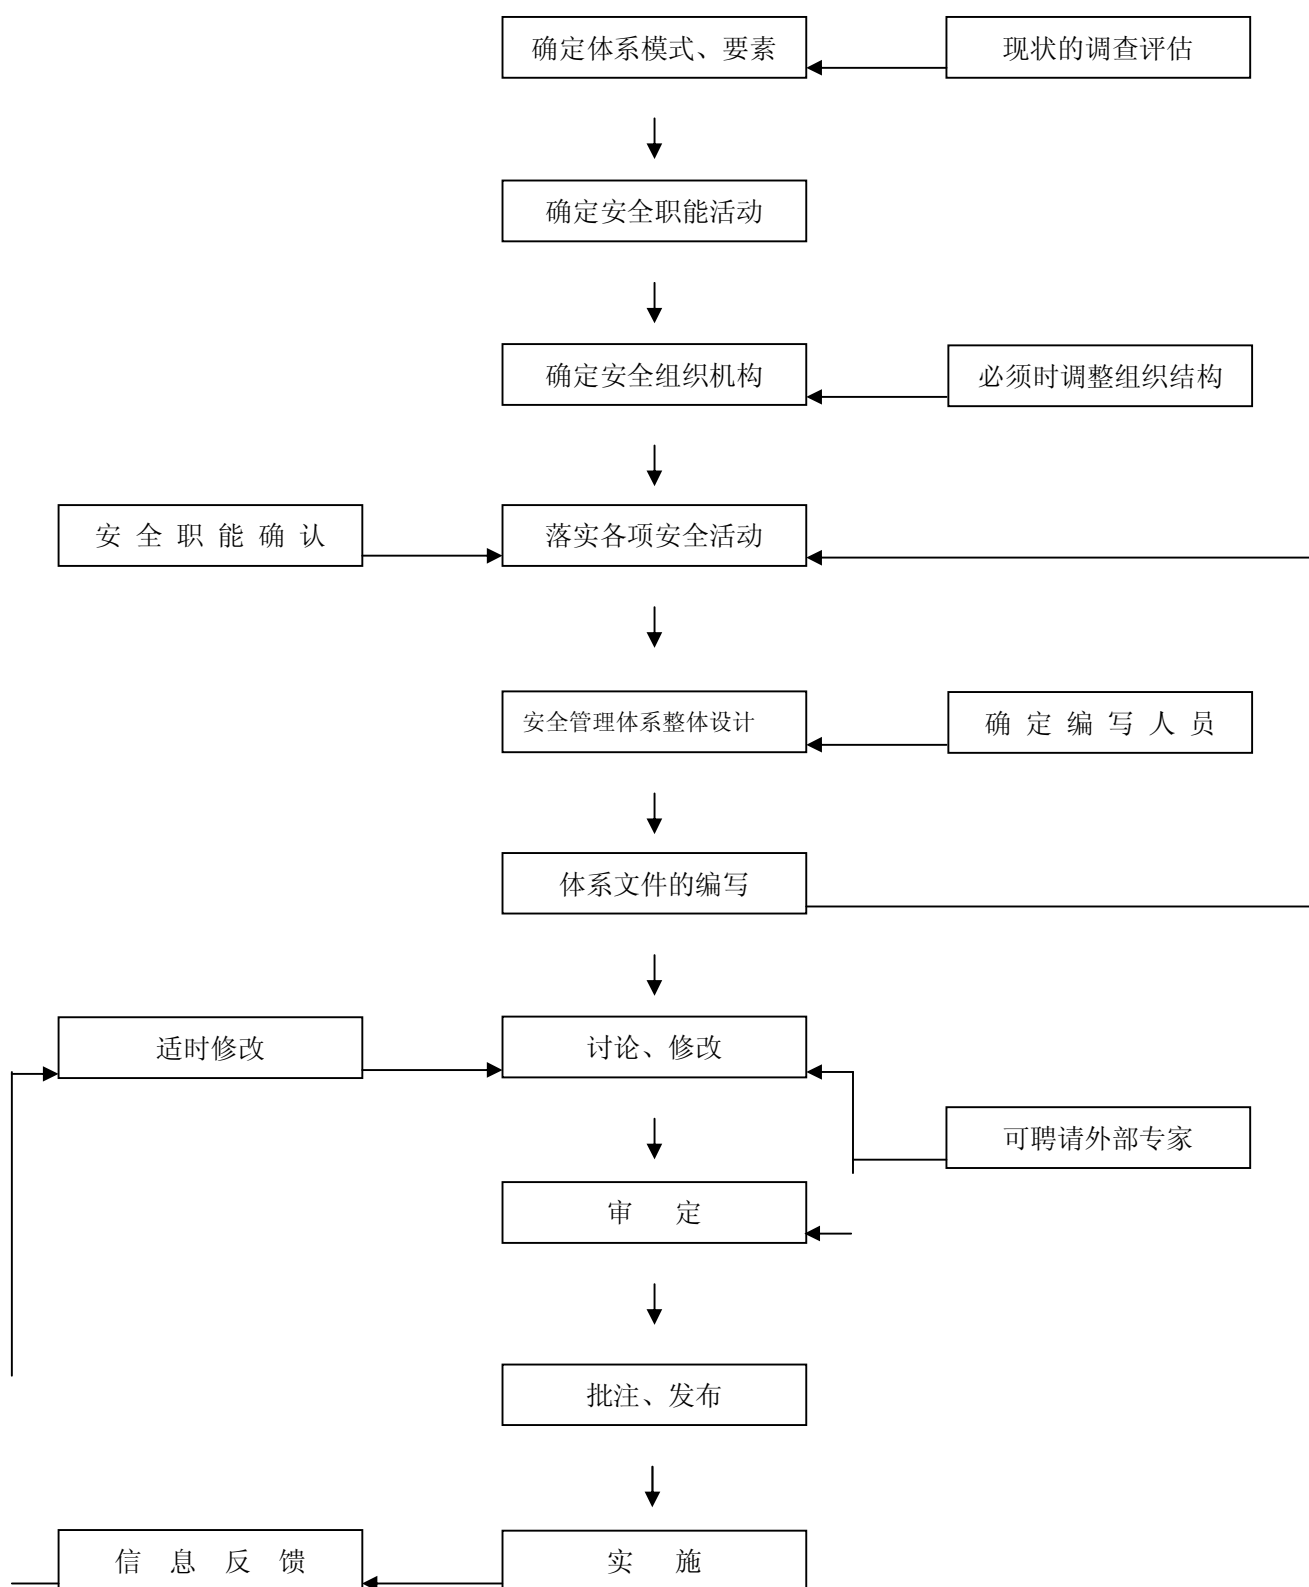 确定体系模式、要素
现状的调查评估
确定安全职能活动
确定安全组织机构
必须时调整组织结构
安全职能确认
落实各项安全活动
安全管理体系整体设计
确定编写人员
体系文件的编写
适时修改
讨论、修改
可聘请外部专家
审定
批注、发布
信息反馈
实施